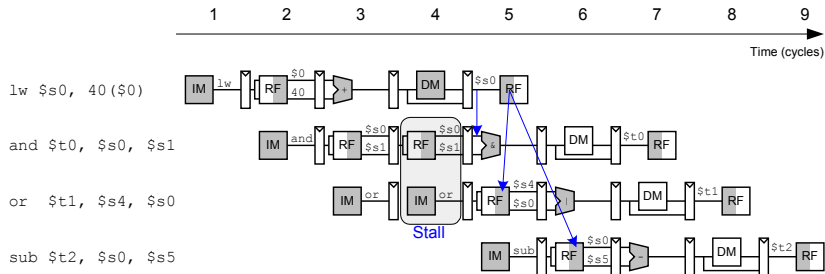 1 2 3 4 5 6 7 8 9
Time (cycles)
lw $s0, 40($0) IM lw RF $0 40 + DM $s0 RF
and $t0, $s0, $s1 IM and RF $s0 $s1 RF $s0 $s1 & DM $t0 RF
or $t1, $s4, $s0 IM or IM or RF $s4 $s0 | DM $t1 RF
Stall
sub $t2, $s0, $s5 IM sub RF $s0 $s5 - DM $t2 RF